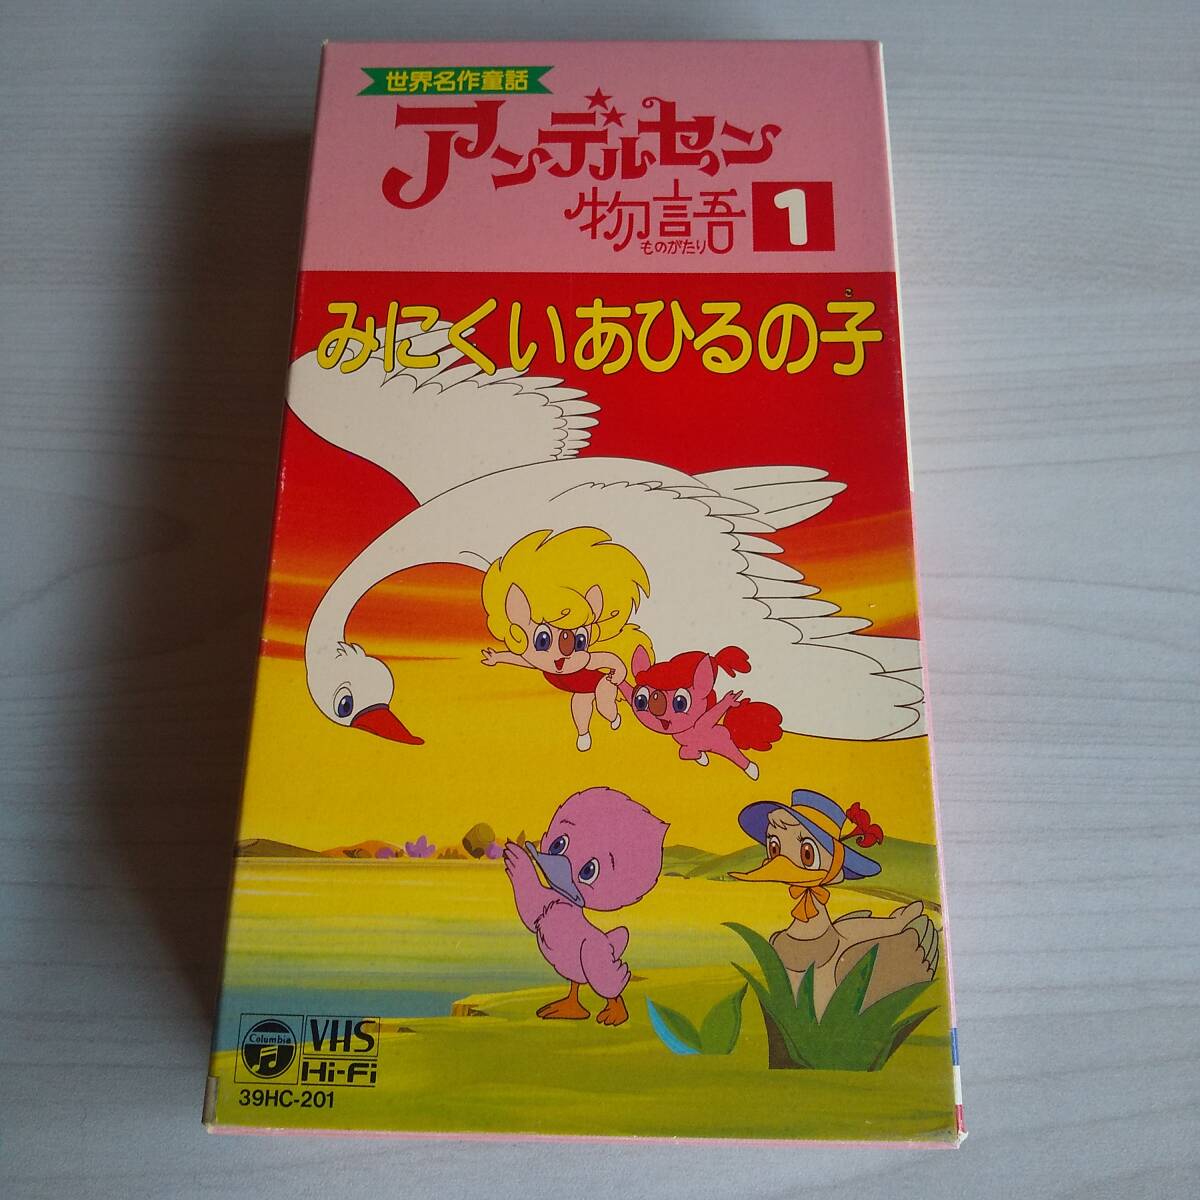 世界名作童話
アンデルセン
物語 1
ものがたり
こ
みにくいあひるの子
Columbia
VHS
Hi-Fi
39HC-201